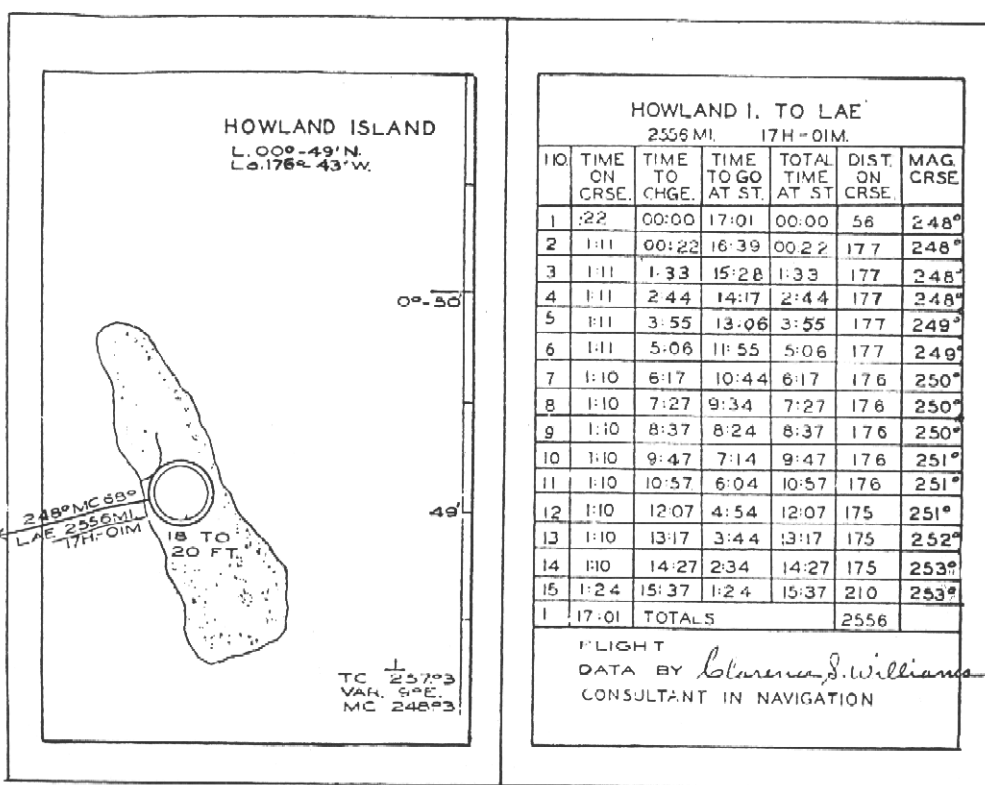 HOWLAND ISLAND
L. 00°-49'N.
Lo. 176°-43'W.
0°-50'
248° MC 68°
LAE 2556 MI.
17H-01M
49'
18 TO
20 FT.
1
TC 257°.3
VAR. 9°E.
MC 248°.3
HOWLAND I. TO LAE
2556 MI. 17H-01M.
NO. TIME ON CRSE. TIME TO CHGE. TIME TO GO AT ST. TOTAL TIME AT ST DIST. ON CRSE. MAG. CRSE
1 :22 00:00 17:01 00:00 56 248°
2 1:11 00:22 16:39 00:22 177 248°
3 1:11 1:33 15:28 1:33 177 248°
4 1:11 2:44 14:17 2:44 177 248°
5 1:11 3:55 13:06 3:55 177 249°
6 1:11 5:06 11:55 5:06 177 249°
7 1:10 6:17 10:44 6:17 176 250°
8 1:10 7:27 9:34 7:27 176 250°
9 1:10 8:37 8:24 8:37 176 250°
10 1:10 9:47 7:14 9:47 176 251°
11 1:10 10:57 6:04 10:57 176 251°
12 1:10 12:07 4:54 12:07 175 251°
13 1:10 13:17 3:44 13:17 175 252°
14 1:10 14:27 2:34 14:27 175 253°
15 1:24 15:37 1:24 15:37 210 253°
1 17:01 TOTALS 2556
FLIGHT
DATA BY Clarence S. Williams
CONSULTANT IN NAVIGATION